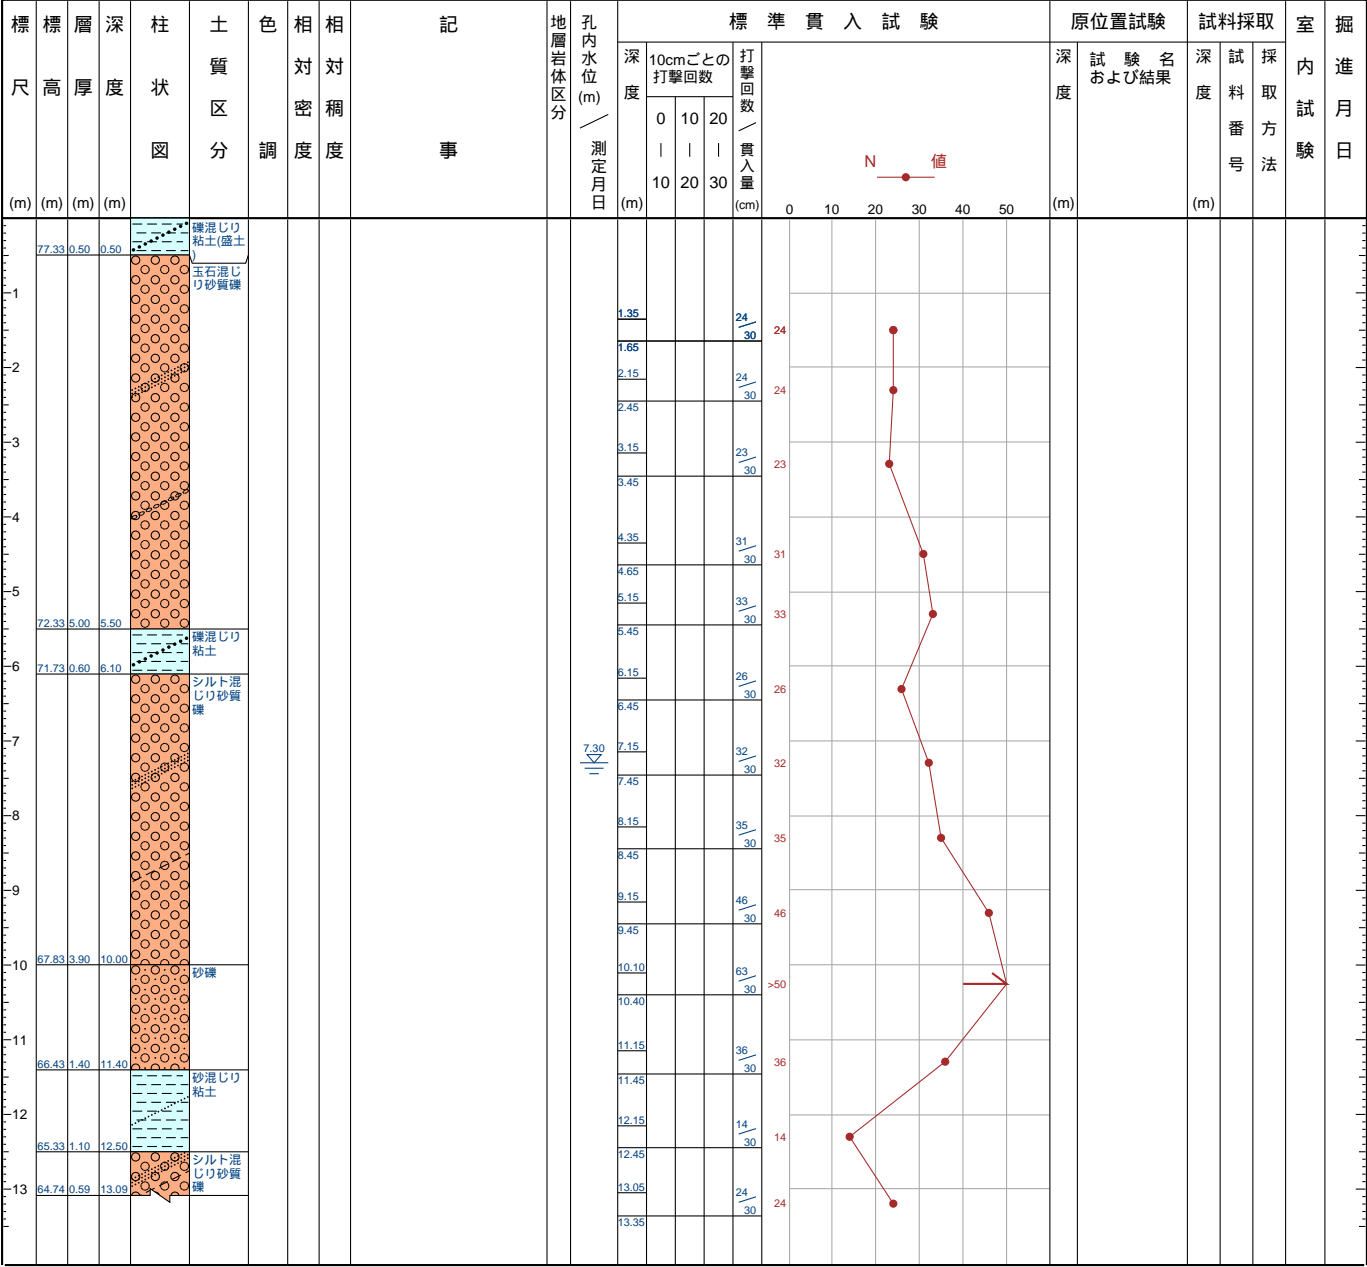 標尺 (m)
標高 (m)
層厚 (m)
深度 (m)
柱状図
土質区分
色調
相対密度
相対稠度
記事
地層岩体区分
孔内水位(m)／測定月日
標準貫入試験
深度 (m)
10cmごとの
打撃回数
0 10 20
| | |
10 20 30
打撃回数／貫入量 (cm)
N 値
0 10 20 30 40 50
原位置試験
深度 (m)
試験名
および結果
試料採取
深度 (m)
試料番号
採取方法
室内試験
掘進月日
77.33 0.50 0.50
礫混じり
粘土(盛土
)
玉石混じ
り砂質礫
1
2
3
4
5
72.33 5.00 5.50
礫混じり
粘土
6
71.73 0.60 6.10
シルト混
じり砂質
礫
7
8
9
67.83 3.90 10.00
10
砂礫
11
66.43 1.40 11.40
砂混じり
粘土
12
65.33 1.10 12.50
シルト混
じり砂質
礫
13
64.74 0.59 13.09
7.30
1.35 24/30 24
1.65
2.15 24/30 24
2.45
3.15 23/30 23
3.45
4.35 31/30 31
4.65
5.15 33/30 33
5.45
6.15 26/30 26
6.45
7.15 32/30 32
7.45
8.15 35/30 35
8.45
9.15 46/30 46
9.45
10.10 63/30 >50
10.40
11.15 36/30 36
11.45
12.15 14/30 14
12.45
13.05 24/30 24
13.35